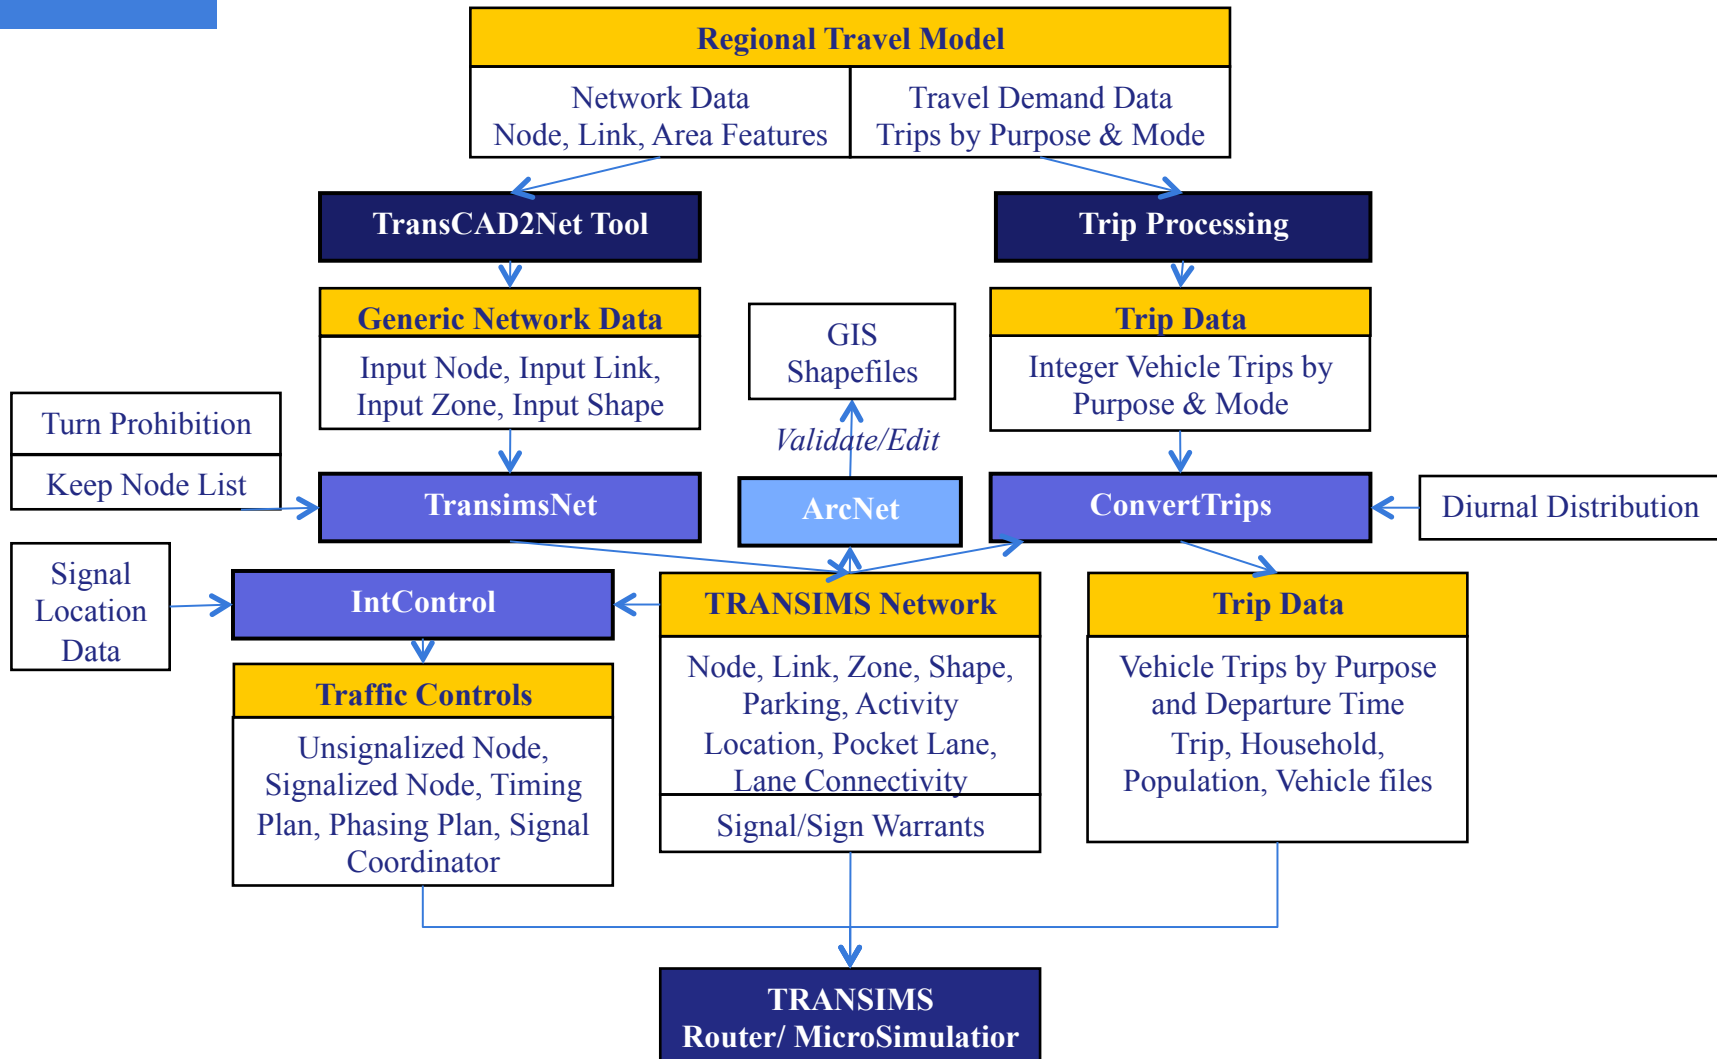 Regional Travel Model
Network Data
Node, Link, Area Features
Travel Demand Data
Trips by Purpose & Mode
TransCAD2Net Tool
Trip Processing
Generic Network Data
Input Node, Input Link,
Input Zone, Input Shape
GIS
Shapefiles
Trip Data
Integer Vehicle Trips by
Purpose & Mode
Turn Prohibition
Keep Node List
Validate/Edit
TransimsNet
ArcNet
ConvertTrips
Diurnal Distribution
Signal
Location
Data
IntControl
TRANSIMS Network
Node, Link, Zone, Shape,
Parking, Activity
Location, Pocket Lane,
Lane Connectivity
Signal/Sign Warrants
Trip Data
Vehicle Trips by Purpose
and Departure Time
Trip, Household,
Population, Vehicle files
Traffic Controls
Unsignalized Node,
Signalized Node, Timing
Plan, Phasing Plan, Signal
Coordinator
TRANSIMS
Router/ MicroSimulatior